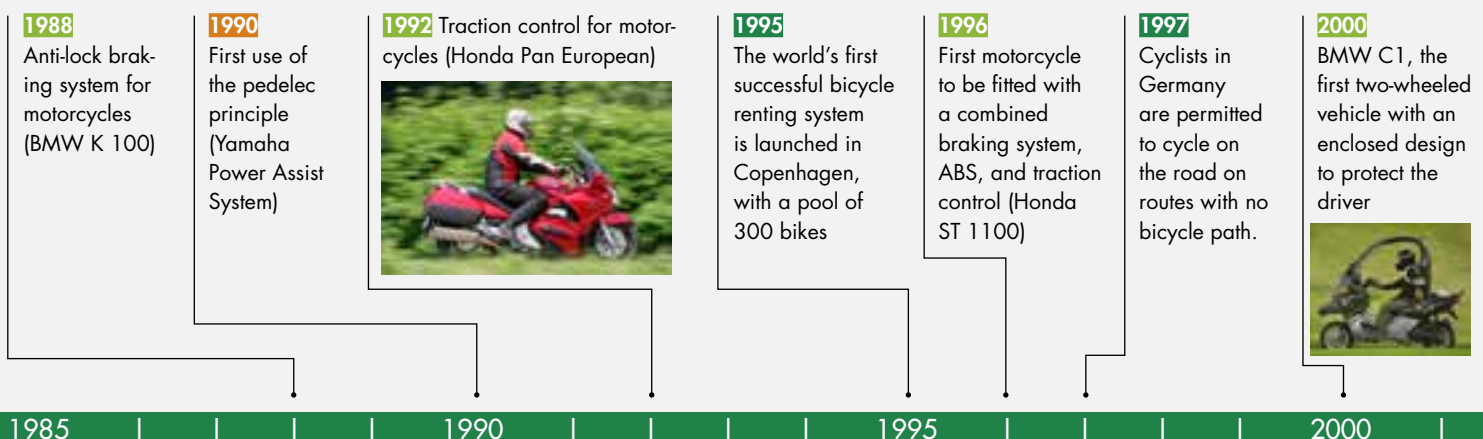 1988
Anti-lock brak-
ing system for
motorcycles
(BMW K 100)
1990
First use of
the pedelec
principle
(Yamaha
Power Assist
System)
1992 Traction control for motor-
cycles (Honda Pan European)
1995
The world's first
successful bicycle
renting system
is launched in
Copenhagen,
with a pool of
300 bikes
1996
First motorcycle
to be fitted with
a combined
braking system,
ABS, and traction
control (Honda
ST 1100)
1997
Cyclists in
Germany
are permitted
to cycle on
the road on
routes with no
bicycle path.
2000
BMW C1, the
first two-wheeled
vehicle with an
enclosed design
to protect the
driver
1985 1990 1995 2000